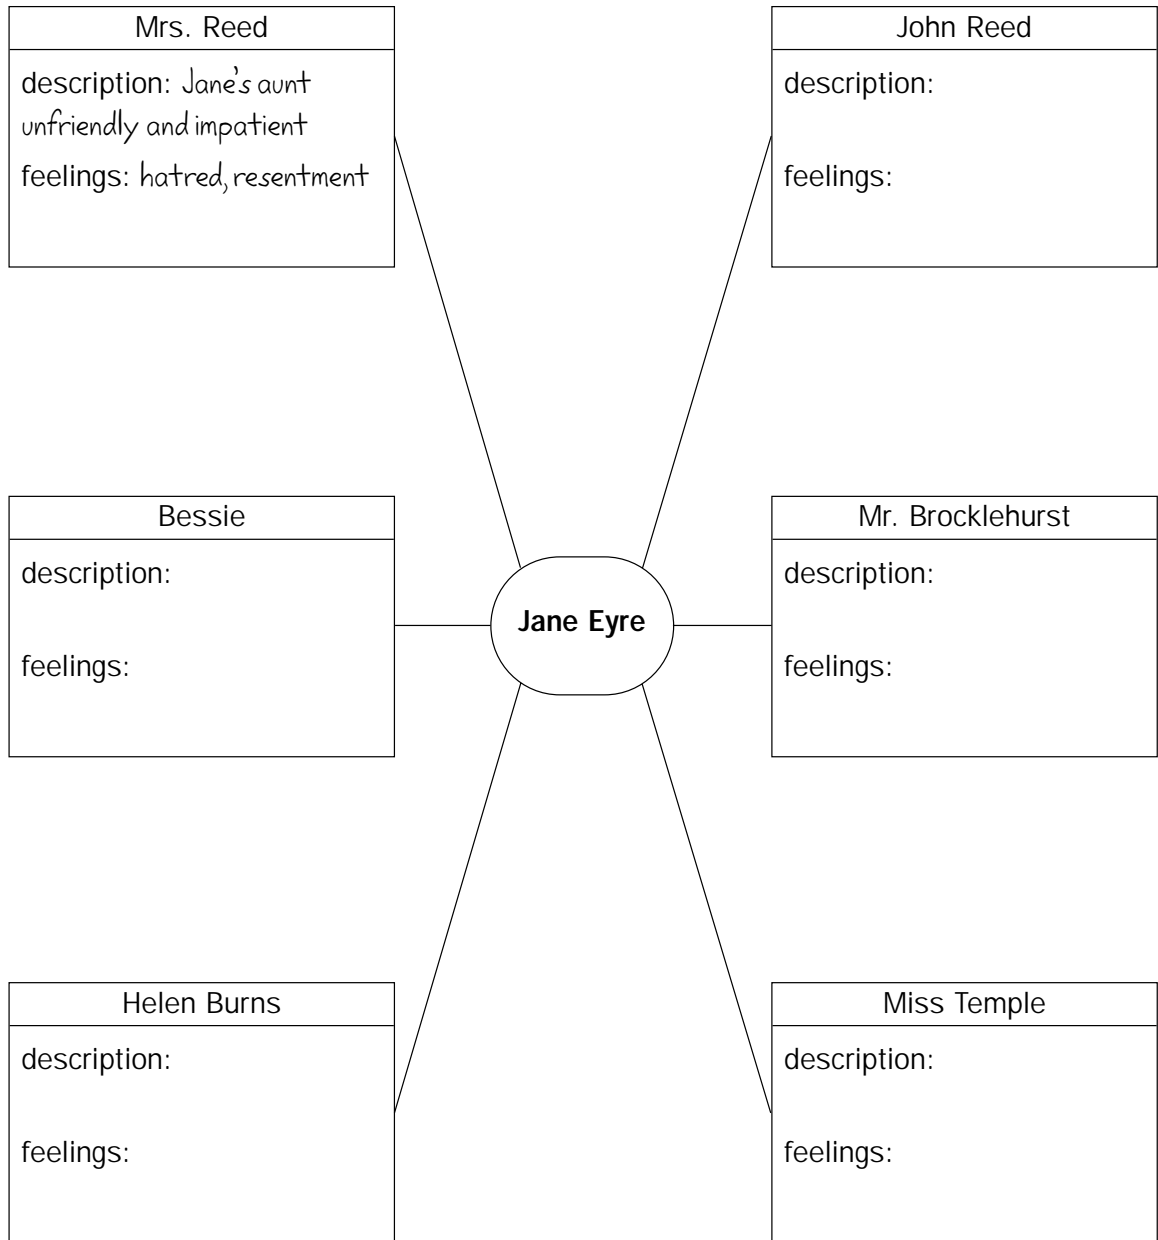 Mrs. Reed
description: Jane's aunt
unfriendly and impatient
feelings: hatred, resentment
John Reed
description:
feelings:
Bessie
description:
feelings:
Jane Eyre
Mr. Brocklehurst
description:
feelings:
Helen Burns
description:
feelings:
Miss Temple
description:
feelings: